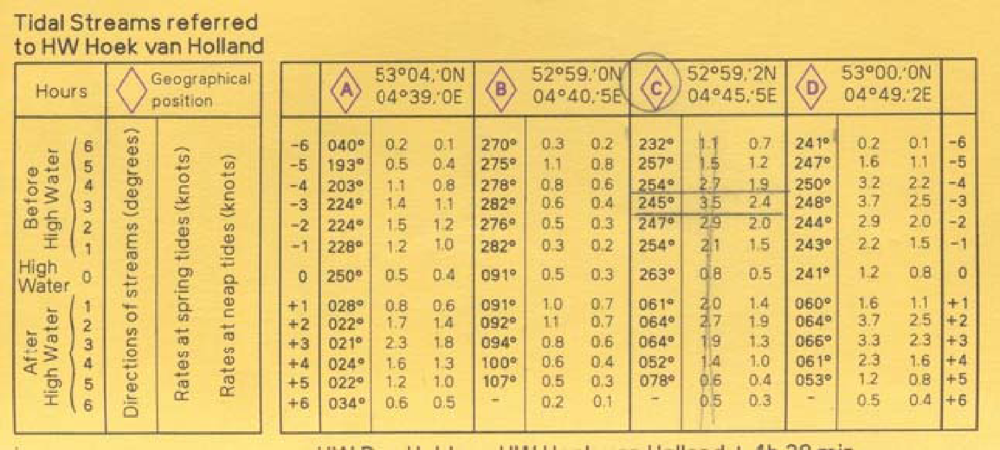 Tidal Streams referred
to HW Hoek van Holland
Hours Geographical position
Before High Water 6 5 4 3 2 1
High Water 0
After High Water 1 2 3 4 5 6
Directions of streams (degrees)
Rates at spring tides (knots)
Rates at neap tides (knots)
A 53°04.'0N 04°39.'0E B 52°59.'0N 04°40.'5E C 52°59.'2N 04°45.'5E D 53°00.'0N 04°49.'2E
-6 040° 0.2 0.1 270° 0.3 0.2 232° 1.1 0.7 241° 0.2 0.1 -6
-5 193° 0.5 0.4 275° 1.1 0.8 257° 1.5 1.2 247° 1.6 1.1 -5
-4 203° 1.1 0.8 278° 0.8 0.6 254° 2.7 1.9 250° 3.2 2.2 -4
-3 224° 1.4 1.1 282° 0.6 0.4 245° 3.5 2.4 248° 3.7 2.5 -3
-2 224° 1.5 1.2 276° 0.5 0.3 247° 2.9 2.0 244° 2.9 2.0 -2
-1 228° 1.2 1.0 282° 0.3 0.2 254° 2.1 1.5 243° 2.2 1.5 -1
0 250° 0.5 0.4 091° 0.5 0.3 263° 0.8 0.5 241° 1.2 0.8 0
+1 028° 0.8 0.6 091° 1.0 0.7 061° 2.0 1.4 060° 1.6 1.1 +1
+2 022° 1.7 1.4 092° 1.1 0.7 064° 2.7 1.9 064° 3.7 2.5 +2
+3 021° 2.3 1.8 094° 0.8 0.6 064° 1.9 1.3 066° 3.3 2.3 +3
+4 024° 1.6 1.3 100° 0.6 0.4 052° 1.4 1.0 061° 2.3 1.6 +4
+5 022° 1.2 1.0 107° 0.5 0.3 078° 0.6 0.4 053° 1.2 0.8 +5
+6 034° 0.6 0.5 - 0.2 0.1 - 0.5 0.3 - 0.5 0.4 +6